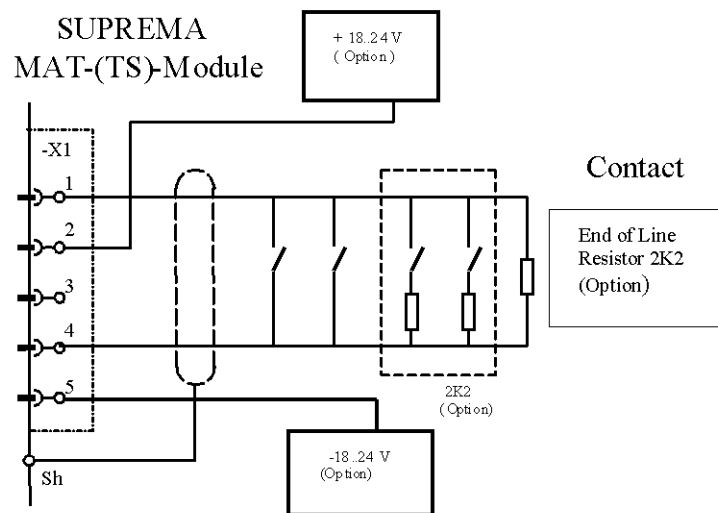 SUPREMA
MAT-(TS)-Module
+ 18..24 V
( Option )
-X1
1
2
3
4
5
Sh
Contact
End of Line
Resistor 2K2
(Option)
2K2
( Option)
-18..24 V
(Option)